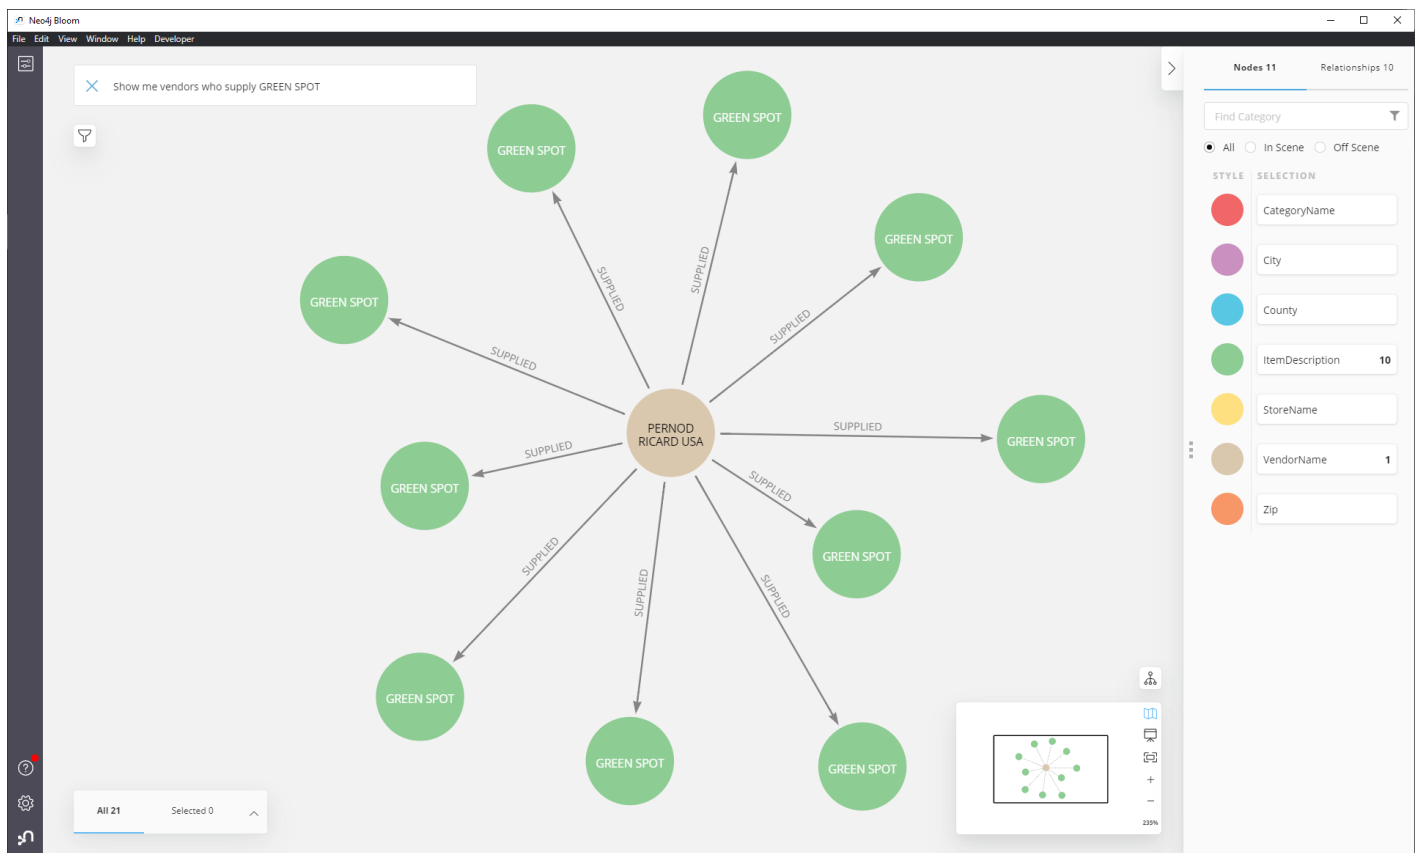 Neo4j Bloom
File Edit View Window Help Developer
Show me vendors who supply GREEN SPOT
GREEN SPOT
GREEN SPOT
GREEN SPOT
GREEN SPOT
GREEN SPOT
GREEN SPOT
GREEN SPOT
GREEN SPOT
GREEN SPOT
GREEN SPOT
SUPPLIED
SUPPLIED
SUPPLIED
SUPPLIED
SUPPLIED
SUPPLIED
SUPPLIED
SUPPLIED
SUPPLIED
SUPPLIED
PERNOD
RICARD USA
All 21 Selected 0
235%
Nodes 11 Relationships 10
Find Category
All In Scene Off Scene
STYLE SELECTION
CategoryName
City
County
ItemDescription 10
StoreName
VendorName 1
Zip